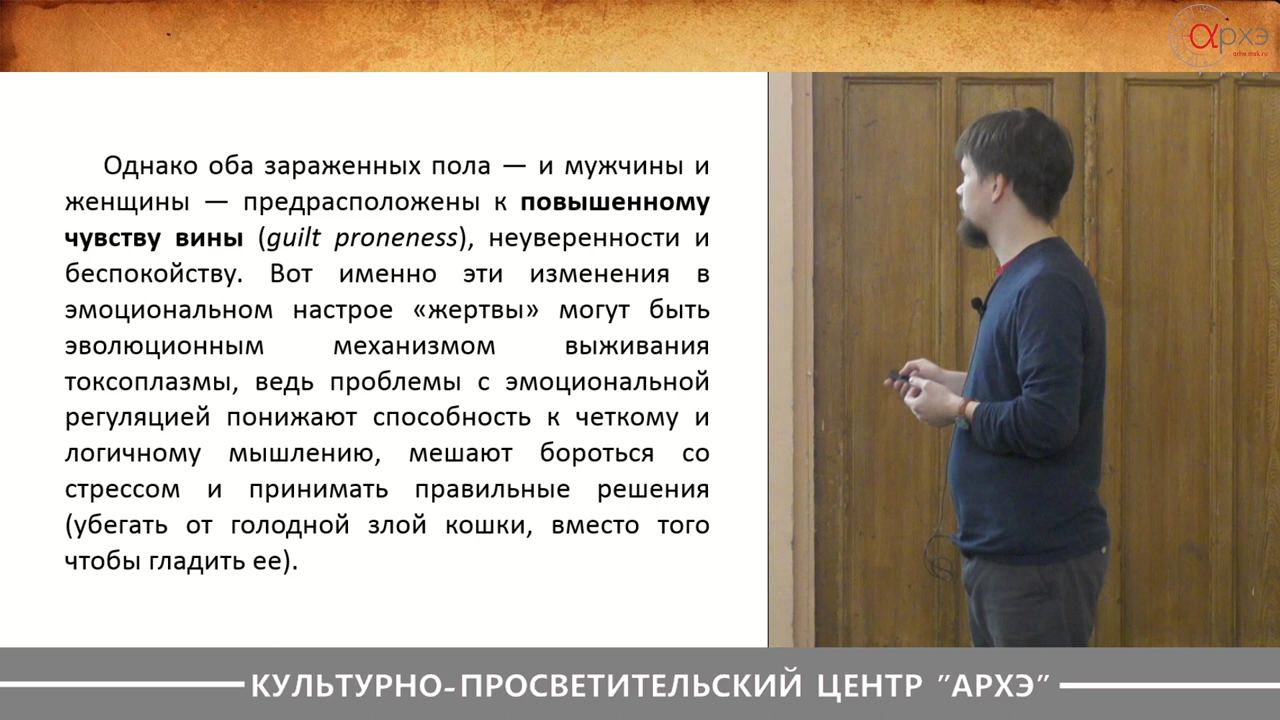 αрхэ
arhe.msk.ru
Однако оба зараженных пола — и мужчины и
женщины — предрасположены к повышенному
чувству вины (guilt proneness), неуверенности и
беспокойству. Вот именно эти изменения в
эмоциональном настрое «жертвы» могут быть
эволюционным механизмом выживания
токсоплазмы, ведь проблемы с эмоциональной
регуляцией понижают способность к четкому и
логичному мышлению, мешают бороться со
стрессом и принимать правильные решения
(убегать от голодной злой кошки, вместо того
чтобы гладить ее).
КУЛЬТУРНО-ПРОСВЕТИТЕЛЬСКИЙ ЦЕНТР "АРХЭ"